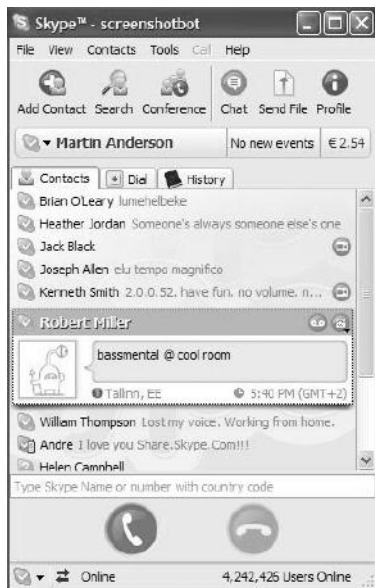 Skype™ - screenshotbot
File View Contacts Tools Call Help
Add Contact Search Conference Chat Send File Profile
Martin Anderson No new events € 2.54
Contacts Dial History
Brian O'Leary lumehelbeke
Heather Jordan Someone's always someone else's one
Jack Black
Joseph Allen elu tempo magnifico
Kenneth Smith 2.0.0.52. have fun. no volume. n...
Robert Miller
bassmental @ cool room
Tallinn, EE 5:40 PM (GMT+2)
William Thompson Lost my voice. Working from home.
Andre I love you Share.Skype.Com!!!
Helen Campbell
Type Skype Name or number with country code
Online 4,242,426 Users Online